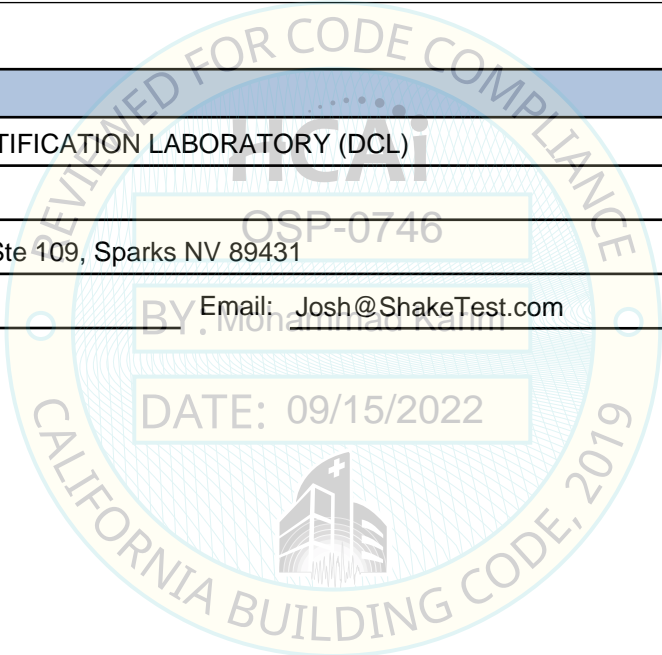 REVIEWED FOR CODE COMPLIANCE
HCAi
TIFICATION LABORATORY (DCL)
OSP-0746
Ste 109, Sparks NV 89431
Email: Josh@ShakeTest.com
BY: Mohammad Karim
DATE: 09/15/2022
CALIFORNIA BUILDING CODE, 2019